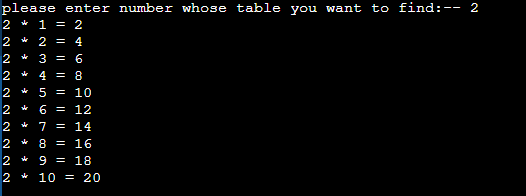 please enter number whose table you want to find:-- 2
2 * 1 = 2
2 * 2 = 4
2 * 3 = 6
2 * 4 = 8
2 * 5 = 10
2 * 6 = 12
2 * 7 = 14
2 * 8 = 16
2 * 9 = 18
2 * 10 = 20